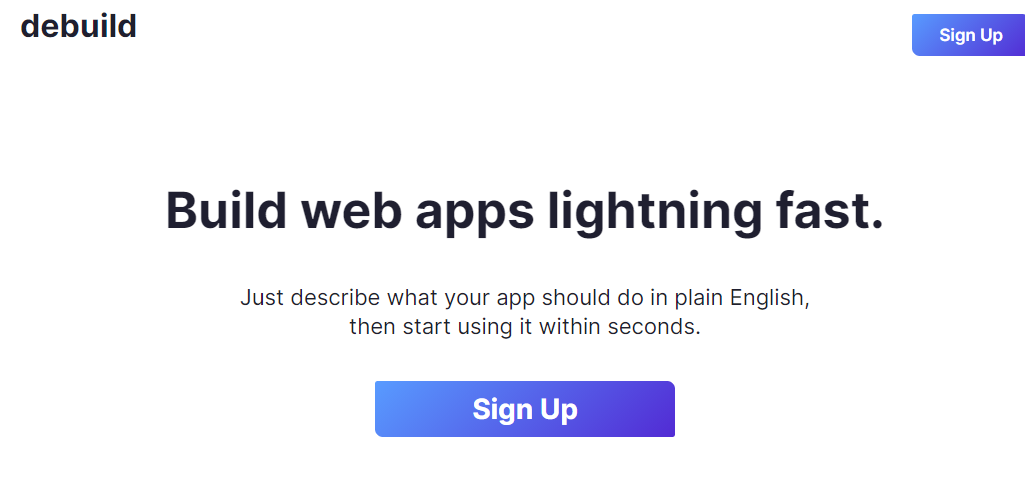 debuild
Sign Up
Build web apps lightning fast.
Just describe what your app should do in plain English,
then start using it within seconds.
Sign Up